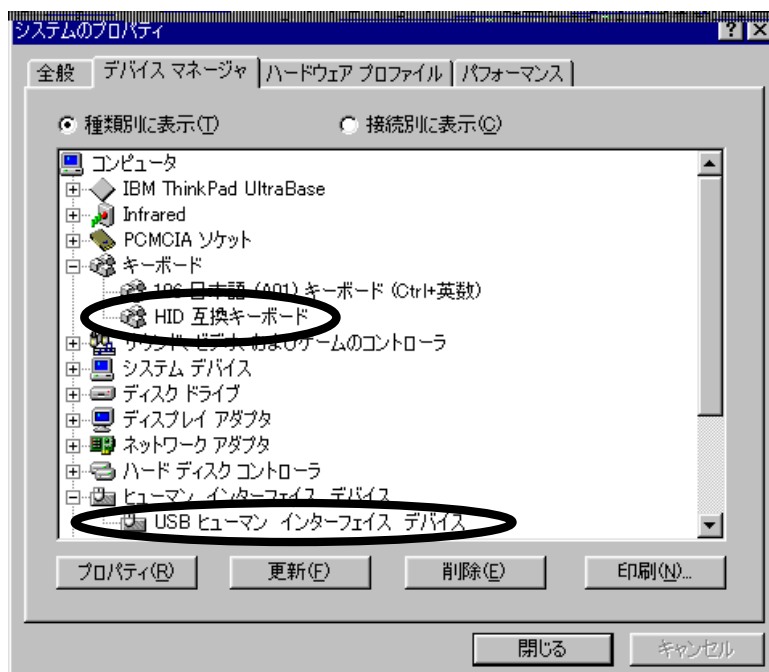 システムのプロパティ
全般 デバイス マネージャ ハードウェア プロファイル パフォーマンス
種類別に表示(T) 接続別に表示(C)
コンピュータ
IBM ThinkPad UltraBase
Infrared
PCMCIA ソケット
キーボード
106 日本語 (A01) キーボード (Ctrl+英数)
HID 互換キーボード
サウンド、ビデオ、およびゲームのコントローラ
システム デバイス
ディスク ドライブ
ディスプレイ アダプタ
ネットワーク アダプタ
ハード ディスク コントローラ
ヒューマン インターフェイス デバイス
USB ヒューマン インターフェイス デバイス
プロパティ(R) 更新(F) 削除(E) 印刷(N)...
閉じる キャンセル